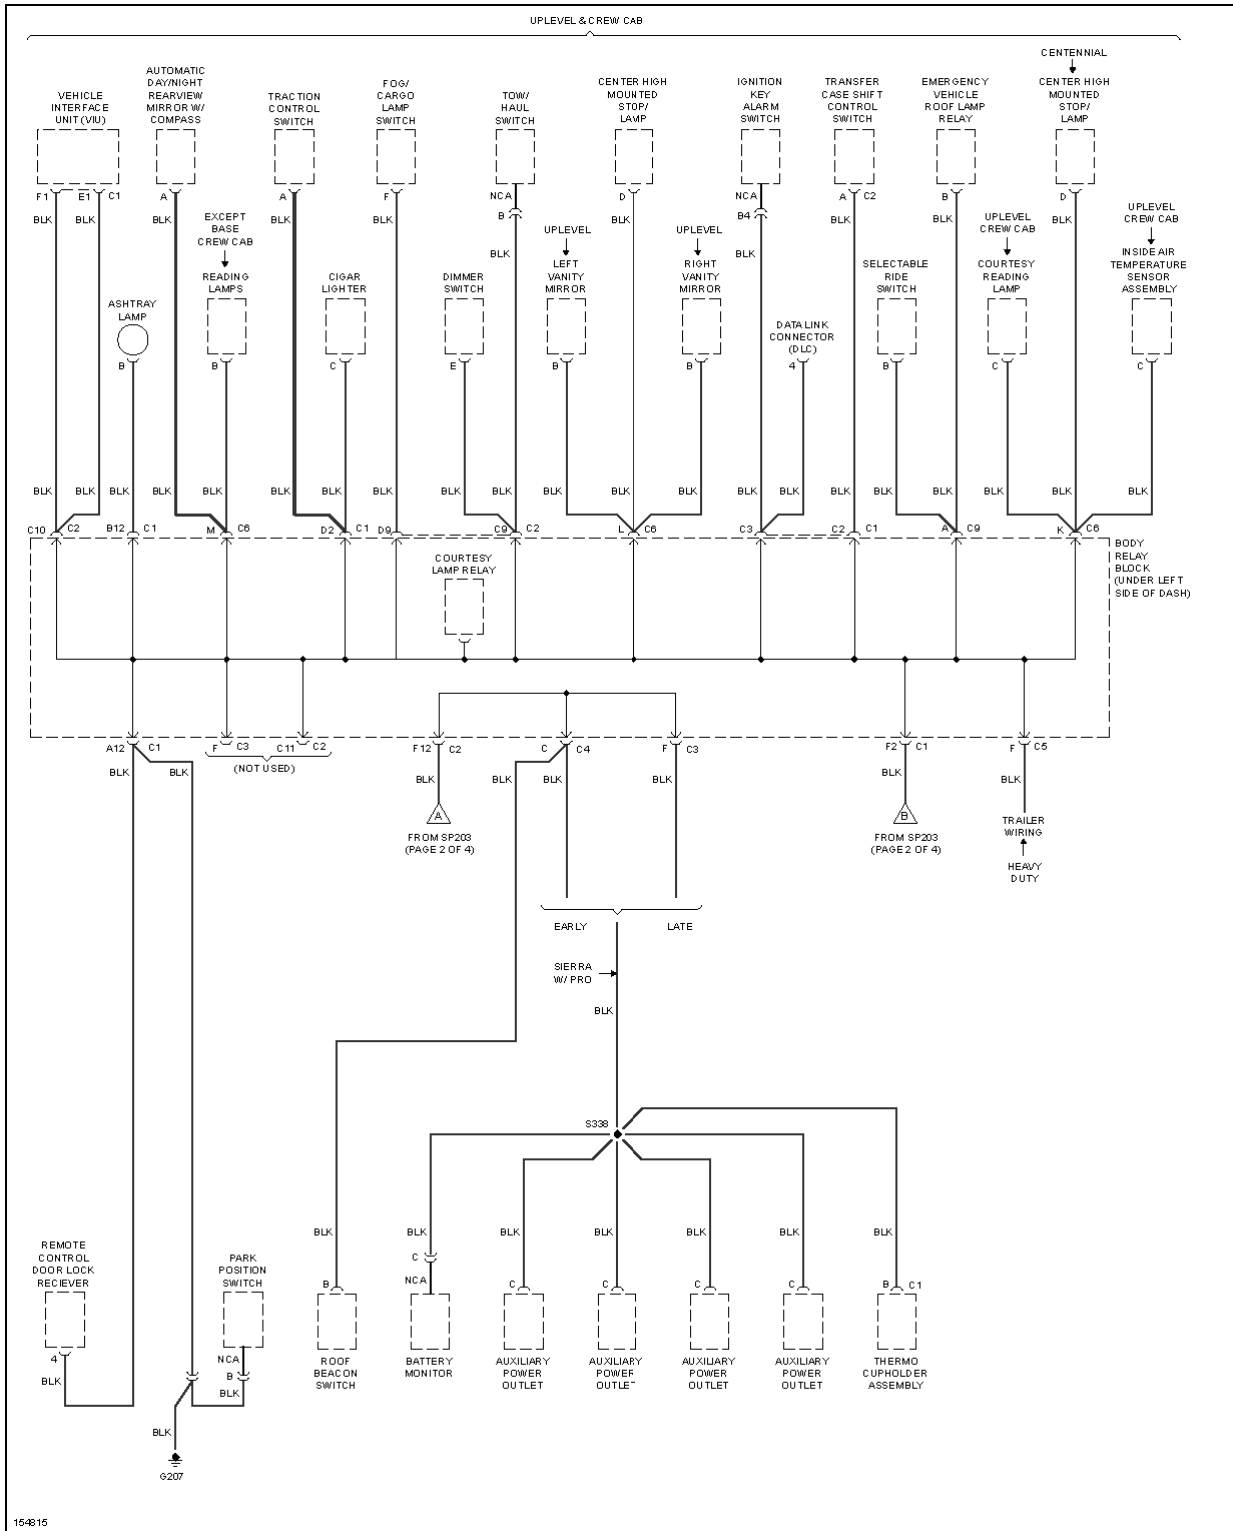 UPLEVEL & CREW CAB
VEHICLE
INTERFACE
UNIT (VIU)
AUTOMATIC
DAY/NIGHT
REARVIEW
MIRROR W/
COMPASS
TRACTION
CONTROL
SWITCH
FOG/
CARGO
LAMP
SWITCH
TOW/
HAUL
SWITCH
CENTER HIGH
MOUNTED
STOP/
LAMP
IGNITION
KEY
ALARM
SWITCH
TRANSFER
CASE SHIFT
CONTROL
SWITCH
EMERGENCY
VEHICLE
ROOF LAMP
RELAY
CENTENNIAL
CENTER HIGH
MOUNTED
STOP/
LAMP
F1 E1 C1
A
A
F
NCA
D
NCA
A C2
B
D
BLK BLK BLK BLK BLK BLK BLK BLK BLK
B
B4
BLK
BLK
EXCEPT
BASE
CREW CAB
READING
LAMPS
ASHTRAY
LAMP
CIGAR
LIGHTER
DIMMER
SWITCH
UPLEVEL
LEFT
VANITY
MIRROR
UPLEVEL
RIGHT
VANITY
MIRROR
DATA LINK
CONNECTOR
(DLC)
SELECTABLE
RIDE
SWITCH
UPLEVEL
CREW CAB
COURTESY
READING
LAMP
UPLEVEL
CREW CAB
INSIDE AIR
TEMPERATURE
SENSOR
ASSEMBLY
B B C E B B 4 B C C
BLK BLK BLK BLK BLK BLK BLK BLK BLK BLK BLK BLK BLK BLK BLK BLK BLK BLK BLK BLK BLK
C10 C2 B12 C1 M C6 D2 C1 D9 C9 C2 L C6 C3 C2 C1 A C9 K C6
BODY
RELAY
BLOCK
(UNDER LEFT
SIDE OF DASH)
COURTESY
LAMP RELAY
A12 C1 F C3 C11 C2 F12 C2 C C4 F C3 F2 C1 F C5
(NOT USED)
BLK BLK BLK BLK BLK BLK BLK BLK
A
FROM SP203
(PAGE 2 OF 4)
B
FROM SP203
(PAGE 2 OF 4)
TRAILER
WIRING
HEAVY
DUTY
EARLY LATE
SIERRA
W/ PRO
BLK
S338
BLK BLK BLK BLK BLK BLK BLK
C
NCA
B C C C C B C1
REMOTE
CONTROL
DOOR LOCK
RECIEVER
PARK
POSITION
SWITCH
4
BLK
NCA
B
BLK
BLK
G207
ROOF
BEACON
SWITCH
BATTERY
MONITOR
AUXILIARY
POWER
OUTLET
AUXILIARY
POWER
OUTLET
AUXILIARY
POWER
OUTLET
AUXILIARY
POWER
OUTLET
THERMO
CUPHOLDER
ASSEMBLY
154815